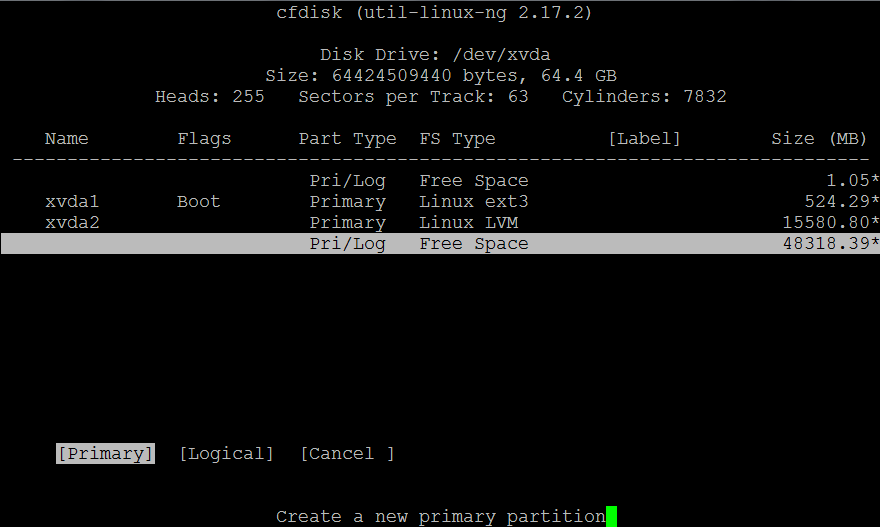 cfdisk (util-linux-ng 2.17.2)
Disk Drive: /dev/xvda
Size: 64424509440 bytes, 64.4 GB
Heads: 255   Sectors per Track: 63   Cylinders: 7832
Name        Flags      Part Type  FS Type          [Label]        Size (MB)
------------------------------------------------------------------------------
Pri/Log   Free Space                            1.05*
xvda1       Boot        Primary   Linux ext3                          524.29*
xvda2                   Primary   Linux LVM                         15580.80*
Pri/Log   Free Space                        48318.39*
[Primary]  [Logical]  [Cancel ]
Create a new primary partition